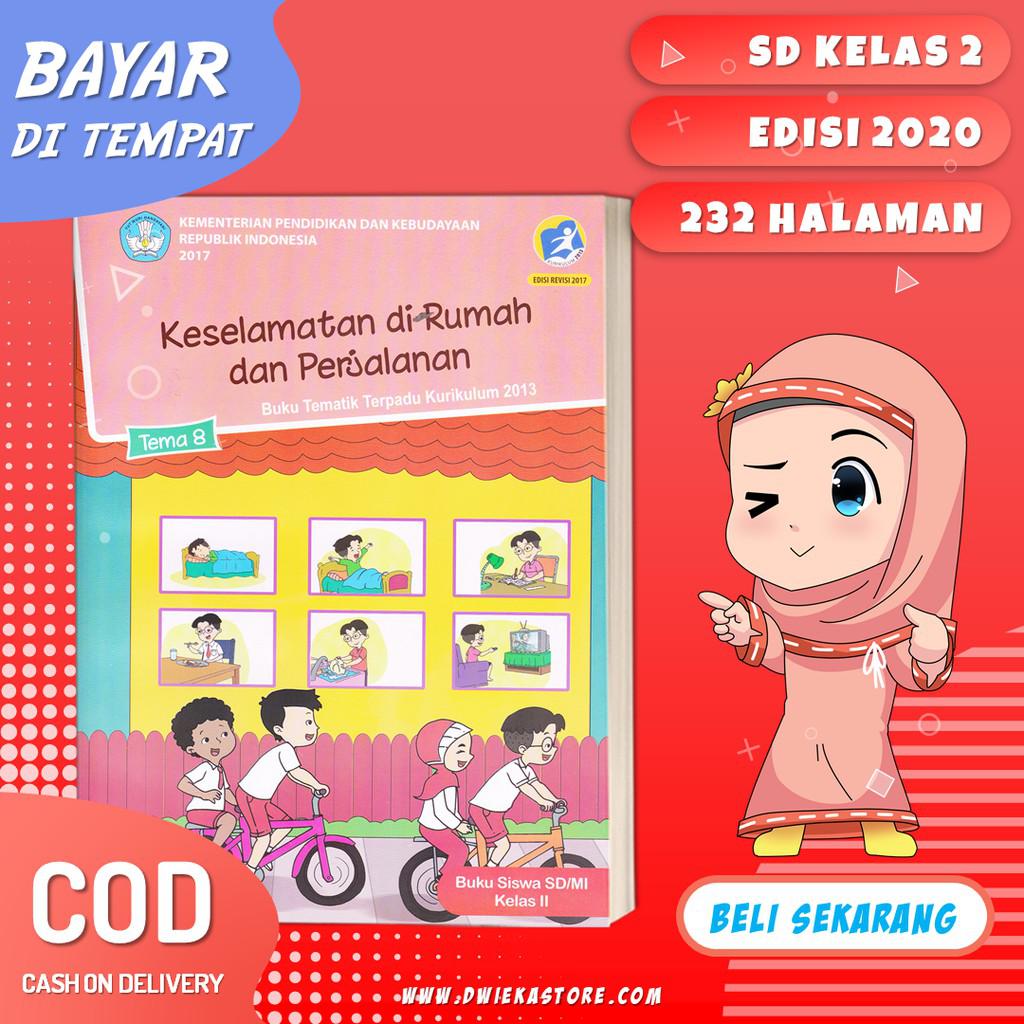 BAYAR
DI TEMPAT
SD KELAS 2
EDISI 2020
232 HALAMAN
KEMENTERIAN PENDIDIKAN DAN KEBUDAYAAN
REPUBLIK INDONESIA
2017
KURIKULUM 2013
EDISI REVISI 2017
Keselamatan di Rumah
dan Perjalanan
Buku Tematik Terpadu Kurikulum 2013
Tema 8
Buku Siswa SD/MI
Kelas II
COD
CASH ON DELIVERY
BELI SEKARANG
WWW.DWIEKASTORE.COM